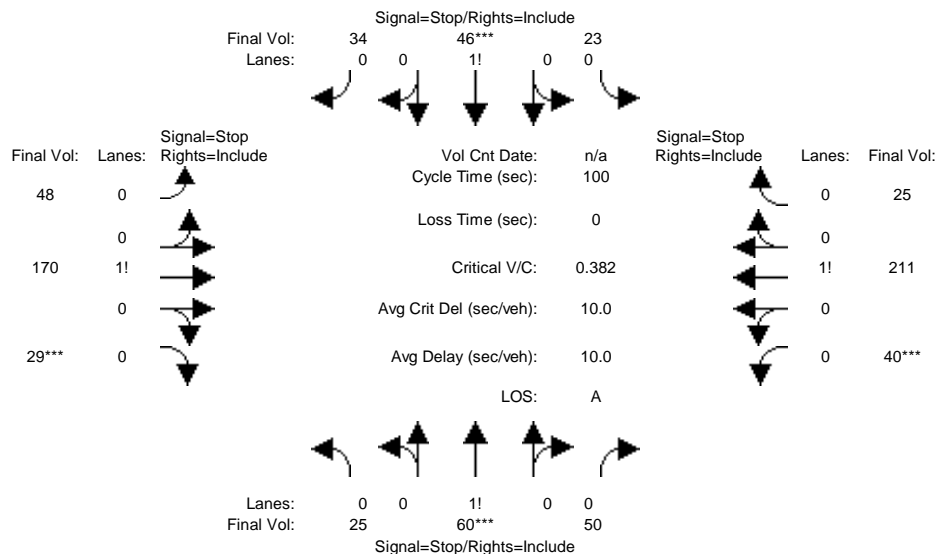 Signal=Stop/Rights=Include
Final Vol: 34 46*** 23
Lanes: 0 0 1! 0 0
Signal=Stop
Final Vol: Lanes: Rights=Include
Vol Cnt Date: n/a
Signal=Stop
Rights=Include Lanes: Final Vol:
Cycle Time (sec): 100
48 0
0 25
Loss Time (sec): 0
0
0
170 1!
Critical V/C: 0.382
1! 211
0
Avg Crit Del (sec/veh): 10.0
0
29*** 0
Avg Delay (sec/veh): 10.0
0 40***
LOS: A
Lanes: 0 0 1! 0 0
Final Vol: 25 60*** 50
Signal=Stop/Rights=Include